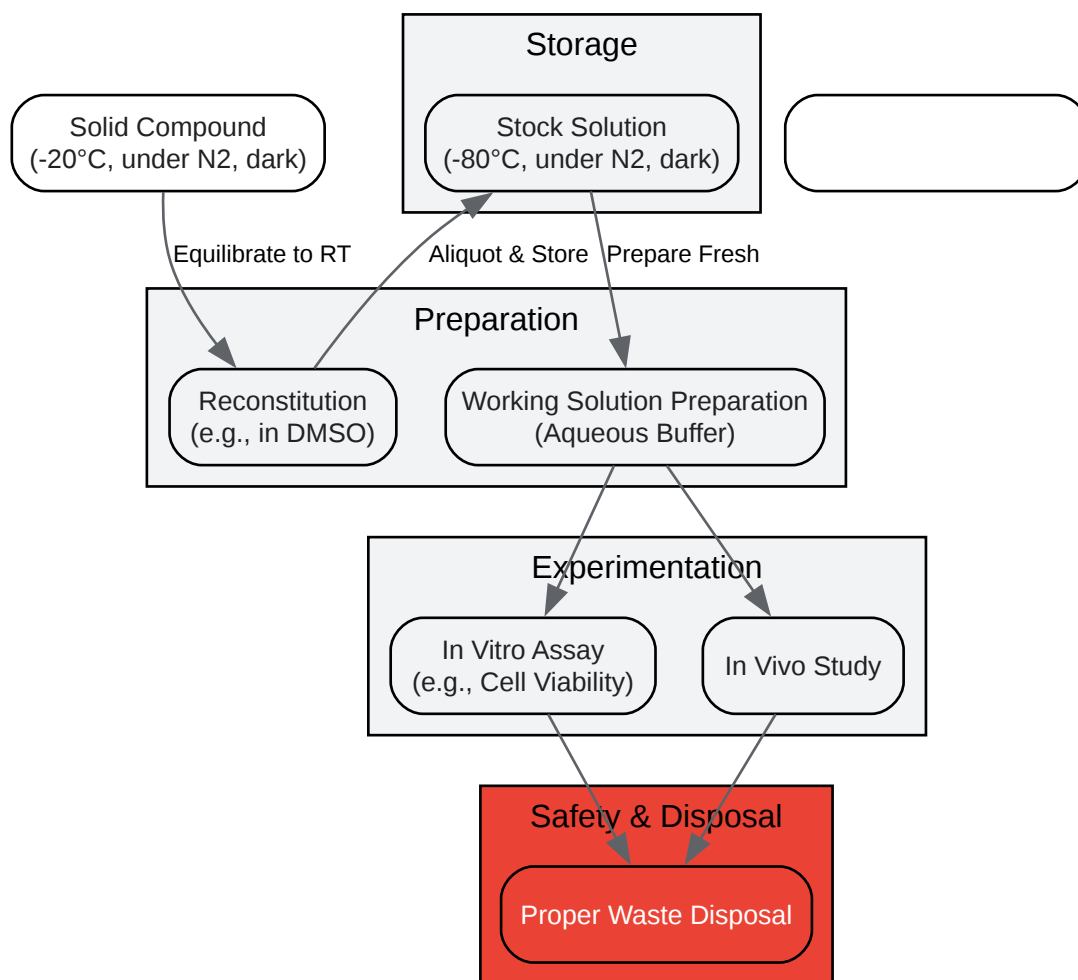 Storage
Solid Compound
(-20°C, under N2, dark)
Stock Solution
(-80°C, under N2, dark)
Equilibrate to RT
Aliquot & Store
Prepare Fresh
Preparation
Reconstitution
(e.g., in DMSO)
Working Solution Preparation
(Aqueous Buffer)
Experimentation
In Vitro Assay
(e.g., Cell Viability)
In Vivo Study
Safety & Disposal
Proper Waste Disposal